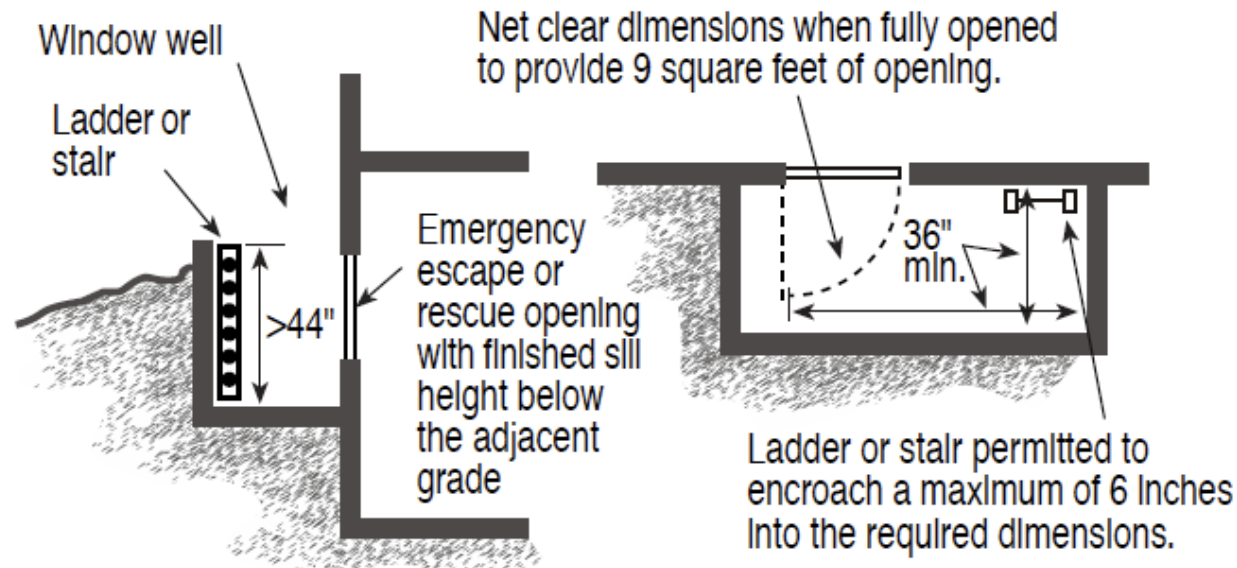 Window well
Ladder or
stair
>44"
Emergency
escape or
rescue opening
with finished sill
height below
the adjacent
grade
Net clear dimensions when fully opened
to provide 9 square feet of opening.
36"
min.
Ladder or stair permitted to
encroach a maximum of 6 inches
into the required dimensions.